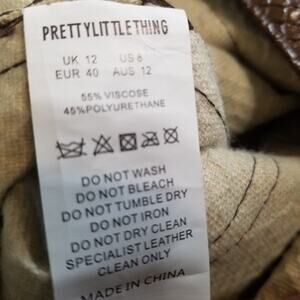 PRETTYLITTLETHING
UK 12 US 8
EUR 40 AUS 12
55% VISCOSE
45%POLYURETHANE
DO NOT WASH
DO NOT BLEACH
DO NOT TUMBLE DRY
DO NOT IRON
DO NOT DRY CLEAN
SPECIALIST LEATHER
CLEAN ONLY
MADE IN CHINA